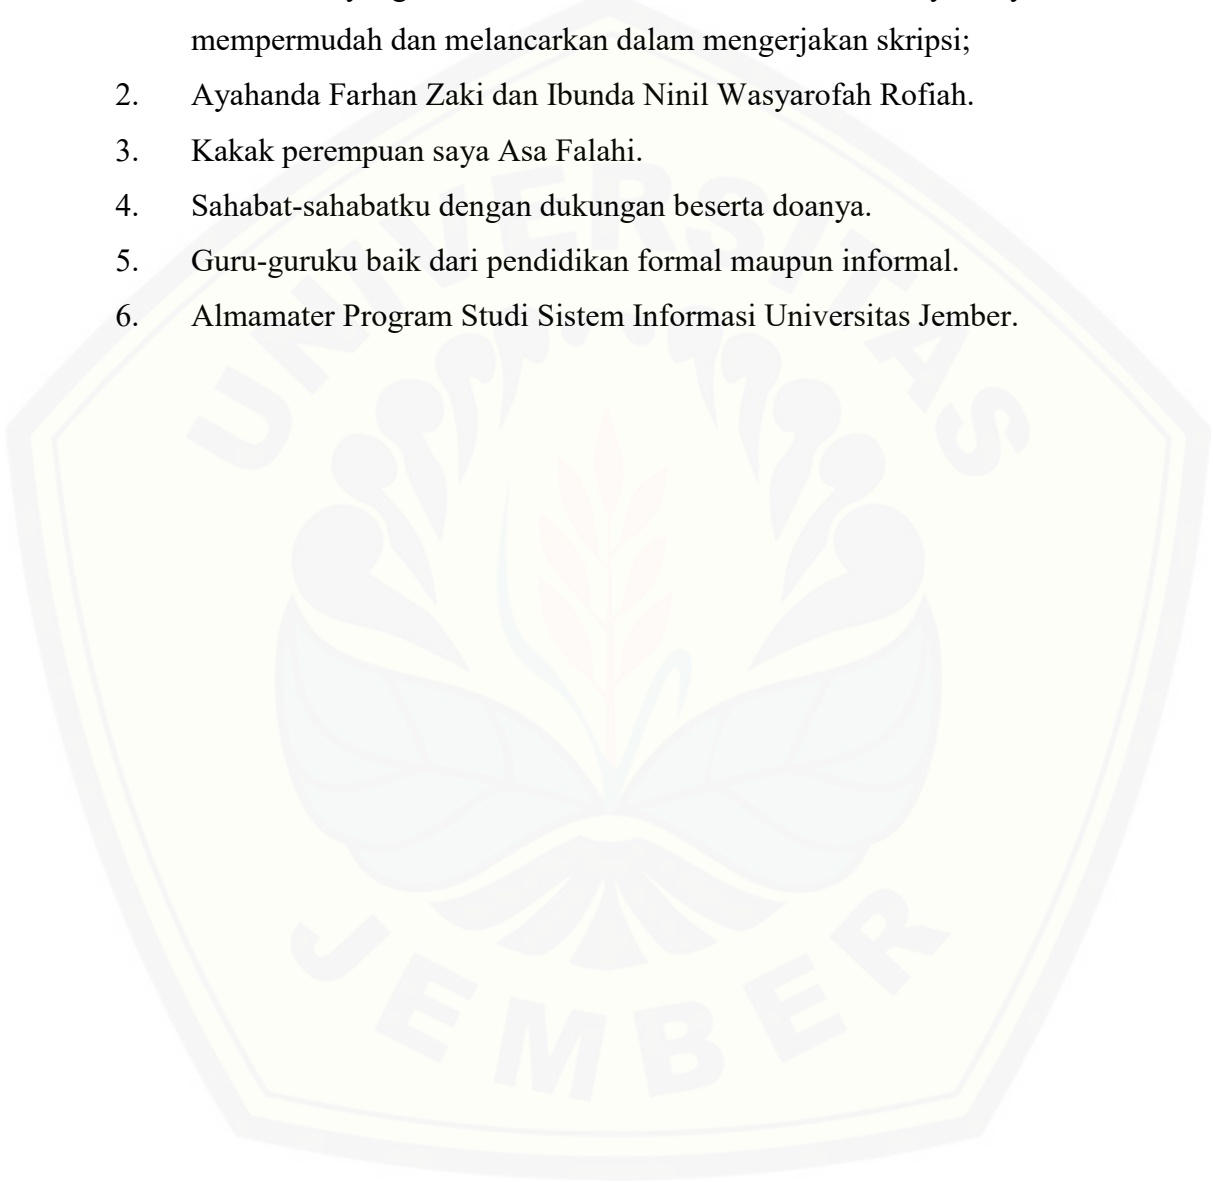 mempermudah dan melancarkan dalam mengerjakan skripsi;
2. Ayahanda Farhan Zaki dan Ibunda Ninil Wasyarofah Rofiah.
3. Kakak perempuan saya Asa Falahi.
4. Sahabat-sahabatku dengan dukungan beserta doanya.
5. Guru-guruku baik dari pendidikan formal maupun informal.
6. Almamater Program Studi Sistem Informasi Universitas Jember.
UNIVERSITAS
JEMBER